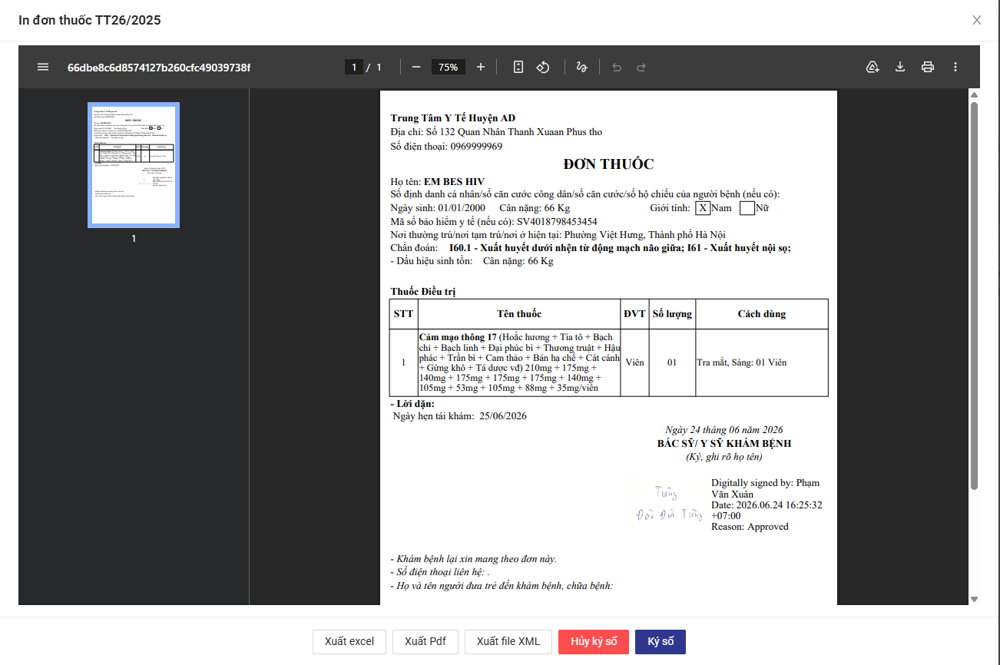 In đơn thuốc TT26/2025
66dbe8c6d8574127b260cfc49039738f
1 / 1
75%
1
Trung Tâm Y Tế Huyện AD
Địa chỉ: Số 132 Quan Nhân Thanh Xuaan Phus tho
Số điện thoại: 0969999969
ĐƠN THUỐC
Họ tên: EM BES HIV
Số định danh cá nhân/số căn cước công dân/số căn cước/số hộ chiếu của người bệnh (nếu có):
Ngày sinh: 01/01/2000 Cân nặng: 66 Kg Giới tính: X Nam Nữ
Mã số bảo hiểm y tế (nếu có): SV4018798453454
Nơi thường trú/nơi tạm trú/nơi ở hiện tại: Phường Việt Hưng, Thành phố Hà Nội
Chẩn đoán: I60.1 - Xuất huyết dưới nhện từ động mạch não giữa; I61 - Xuất huyết nội sọ;
- Dấu hiệu sinh tồn: Cân nặng: 66 Kg
Thuốc Điều trị
STT Tên thuốc ĐVT Số lượng Cách dùng
1
Cảm mạo thông 17 (Hoắc hương + Tía tô + Bạch
chỉ + Bạch linh + Đại phúc bì + Thương truật + Hậu
phác + Trần bì + Cam thảo + Bán hạ chế + Cát cánh
+ Gừng khô + Tá dược vđ) 210mg + 175mg +
140mg + 175mg + 175mg + 175mg + 140mg +
105mg + 53mg + 105mg + 88mg + 35mg/viên
Viên
01
Tra mắt, Sáng: 01 Viên
- Lời dặn:
Ngày hẹn tái khám: 25/06/2026
Ngày 24 tháng 06 năm 2026
BÁC SỸ/ Y SỸ KHÁM BỆNH
(Ký, ghi rõ họ tên)
Tùng
Đức Tùng
Digitally signed by: Phạm
Văn Xuân
Date: 2026.06.24 16:25:32
+07:00
Reason: Approved
- Khám bệnh lại xin mang theo đơn này.
- Số điện thoại liên hệ: .
- Họ và tên người đưa trẻ đến khám bệnh, chữa bệnh:
Xuất excel
Xuất Pdf
Xuất file XML
Hủy ký số
Ký số